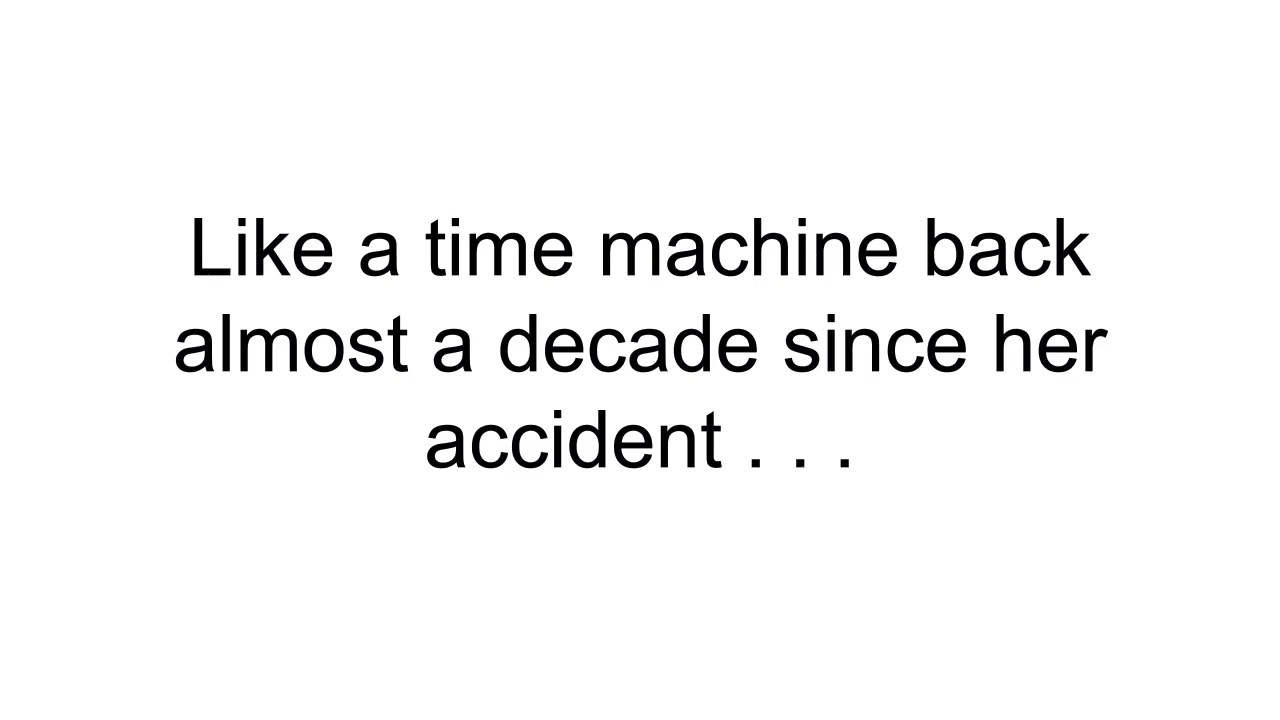 Like a time machine back
almost a decade since her
accident . . .